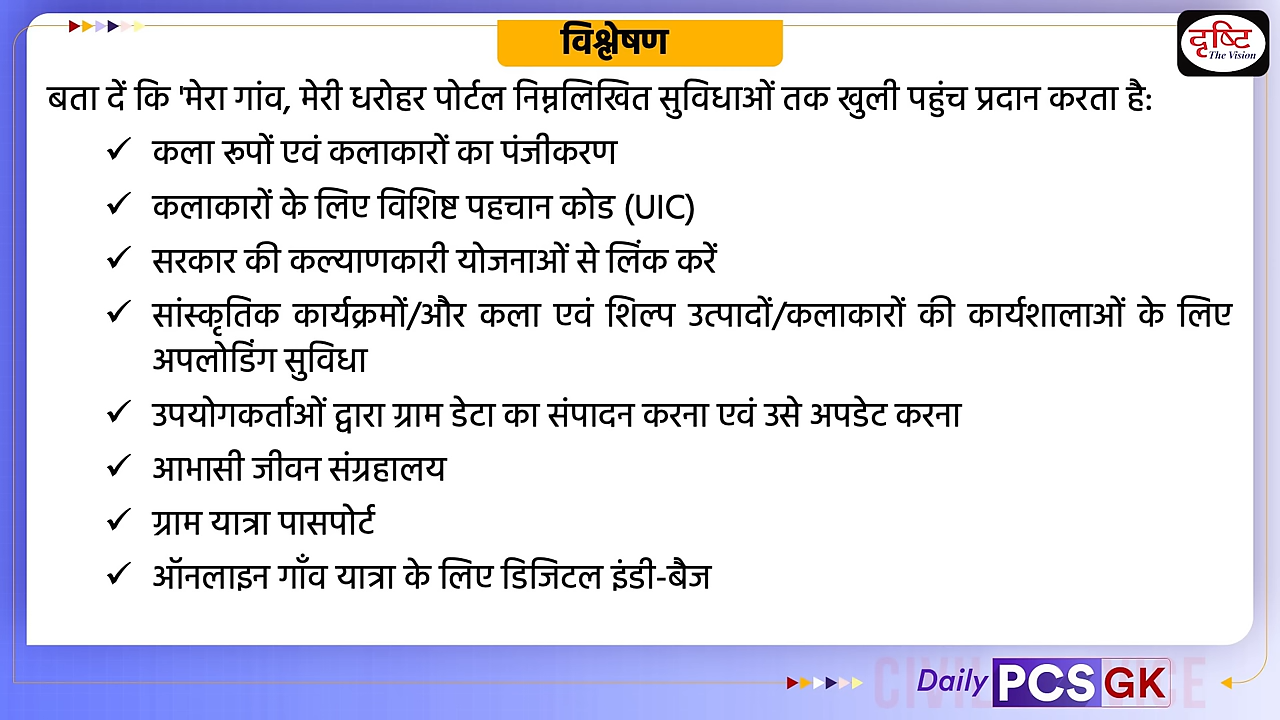 विश्लेषण
दृष्टि
The Vision
बता दें कि 'मेरा गांव, मेरी धरोहर पोर्टल निम्नलिखित सुविधाओं तक खुली पहुंच प्रदान करता है:
✓ कला रूपों एवं कलाकारों का पंजीकरण
✓ कलाकारों के लिए विशिष्ट पहचान कोड (UIC)
✓ सरकार की कल्याणकारी योजनाओं से लिंक करें
✓ सांस्कृतिक कार्यक्रमों/और कला एवं शिल्प उत्पादों/कलाकारों की कार्यशालाओं के लिए
अपलोडिंग सुविधा
✓ उपयोगकर्ताओं द्वारा ग्राम डेटा का संपादन करना एवं उसे अपडेट करना
✓ आभासी जीवन संग्रहालय
✓ ग्राम यात्रा पासपोर्ट
✓ ऑनलाइन गाँव यात्रा के लिए डिजिटल इंडी-बैज
Daily PCS GK